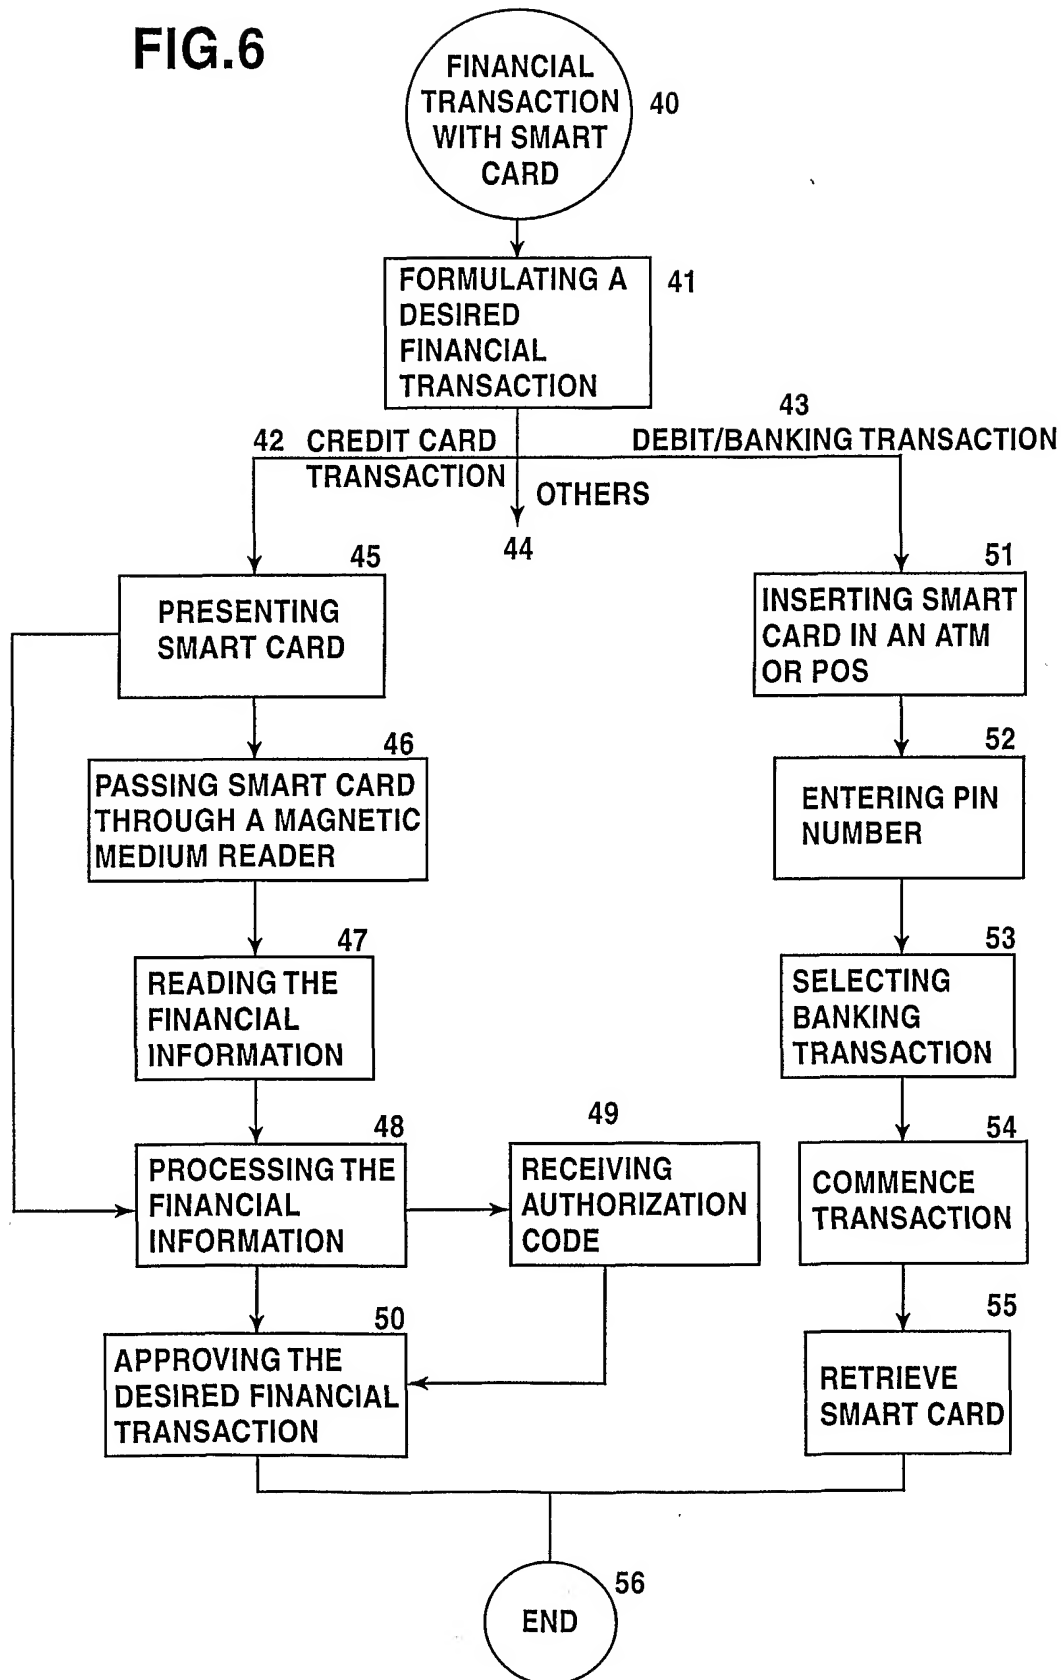 FIG.6
FINANCIAL
TRANSACTION
WITH SMART
CARD
40
FORMULATING A
DESIRED
FINANCIAL
TRANSACTION
41
42 CREDIT CARD
TRANSACTION
43
DEBIT/BANKING TRANSACTION
OTHERS
44
45
PRESENTING
SMART CARD
46
PASSING SMART CARD
THROUGH A MAGNETIC
MEDIUM READER
47
READING THE
FINANCIAL
INFORMATION
48
PROCESSING THE
FINANCIAL
INFORMATION
49
RECEIVING
AUTHORIZATION
CODE
50
APPROVING THE
DESIRED FINANCIAL
TRANSACTION
51
INSERTING SMART
CARD IN AN ATM
OR POS
52
ENTERING PIN
NUMBER
53
SELECTING
BANKING
TRANSACTION
54
COMMENCE
TRANSACTION
55
RETRIEVE
SMART CARD
56
END